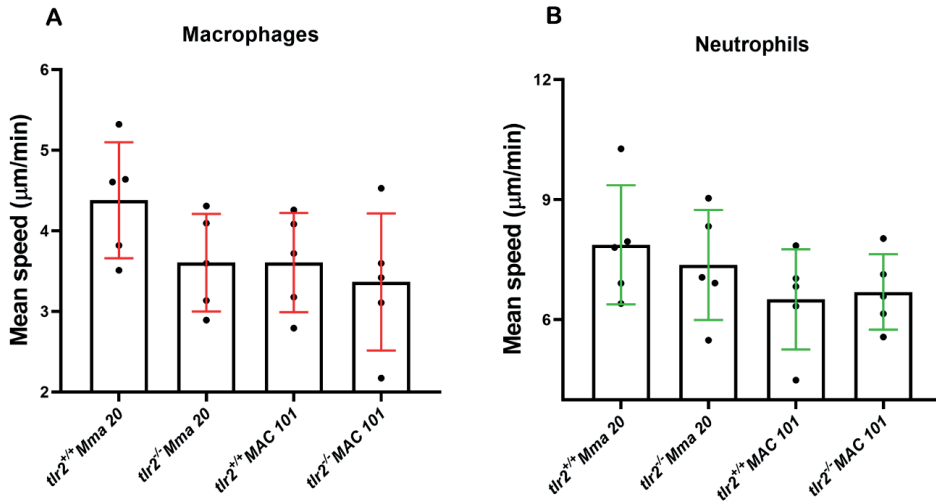 A
Macrophages
Mean speed (μm/min)
6
5
4
3
2
tlr2+/+ Mma 20
tlr2-/- Mma 20
tlr2+/+ MAC 101
tlr2-/- MAC 101
B
Neutrophils
Mean speed (μm/min)
12
9
6
tlr2+/+ Mma 20
tlr2-/- Mma 20
tlr2+/+ MAC 101
tlr2-/- MAC 101